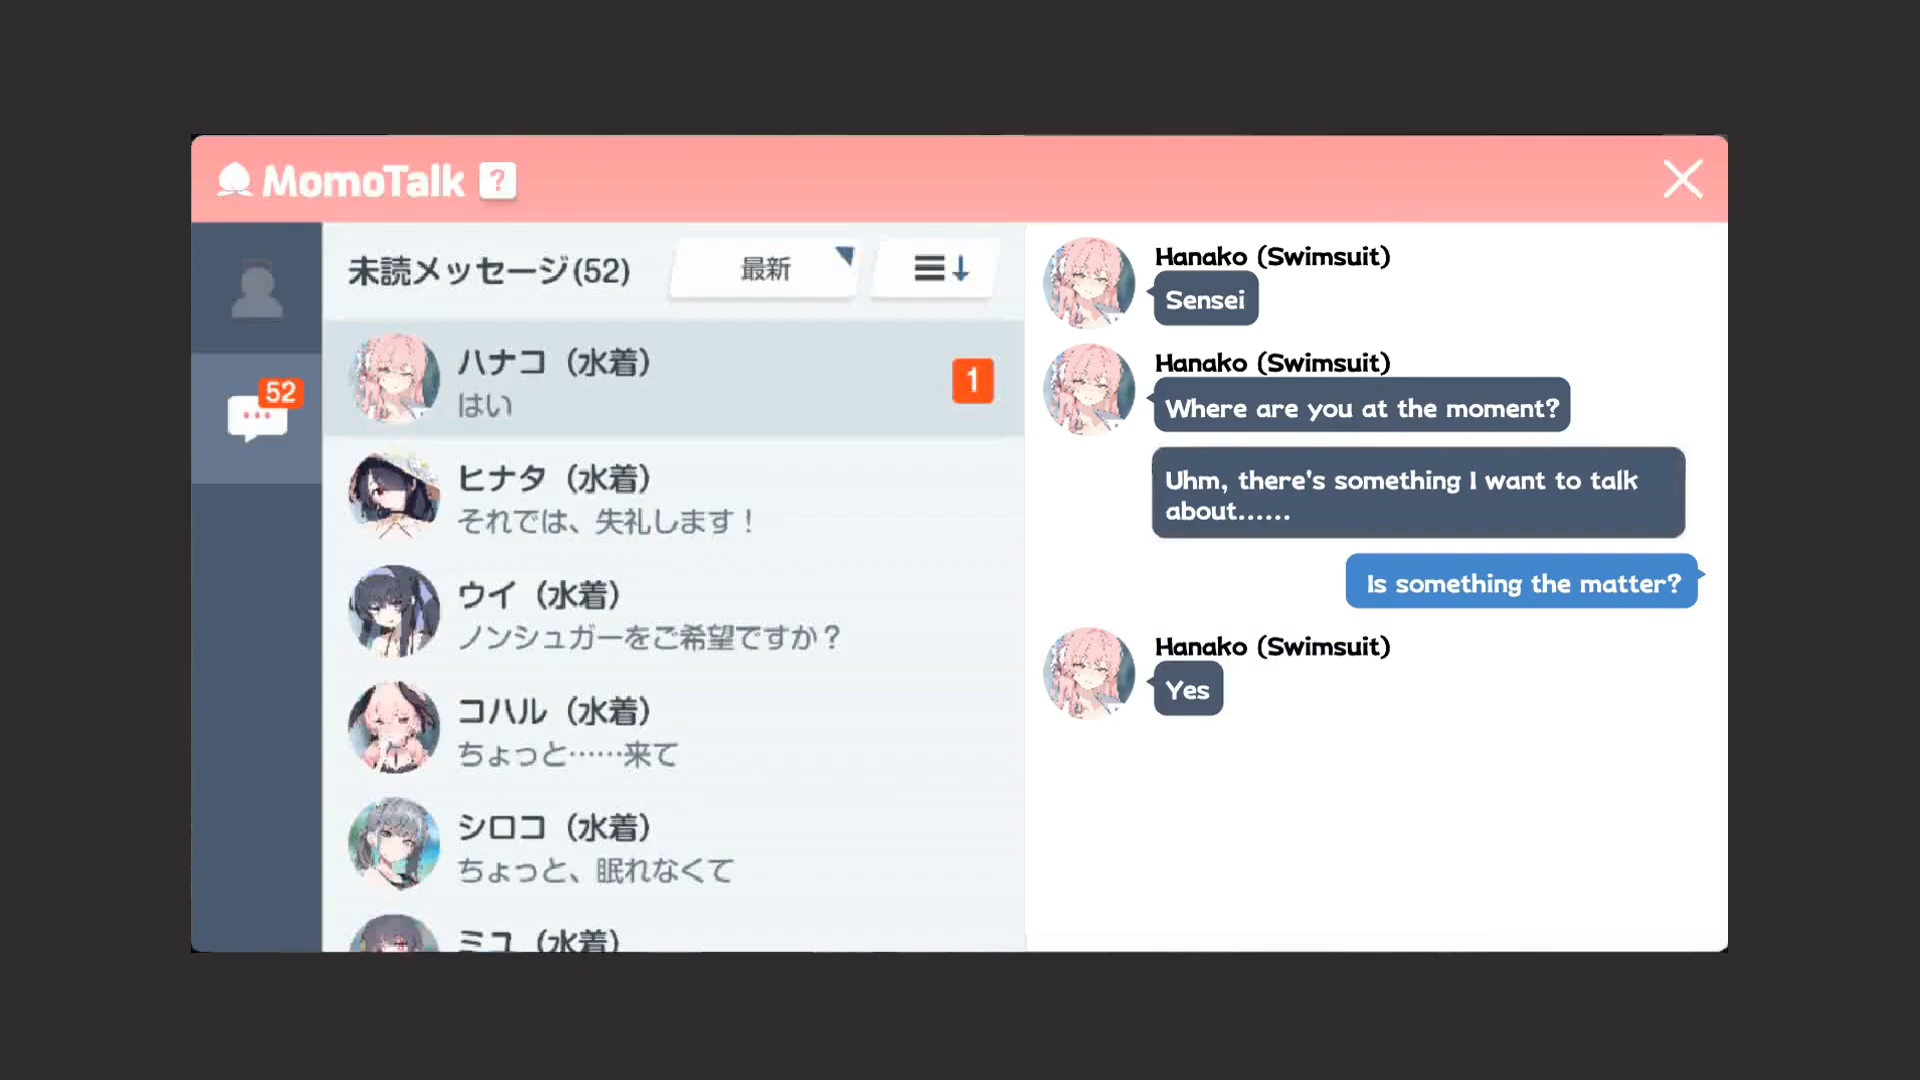 MomoTalk ?
52
未読メッセージ(52)
最新
ハナコ（水着）
はい
1
ヒナタ（水着）
それでは、失礼します！
ウイ（水着）
ノンシュガーをご希望ですか？
コハル（水着）
ちょっと……来て
シロコ（水着）
ちょっと、眠れなくて
ミユ（水着）
Hanako (Swimsuit)
Sensei
Hanako (Swimsuit)
Where are you at the moment?
Uhm, there's something I want to talk
about......
Is something the matter?
Hanako (Swimsuit)
Yes